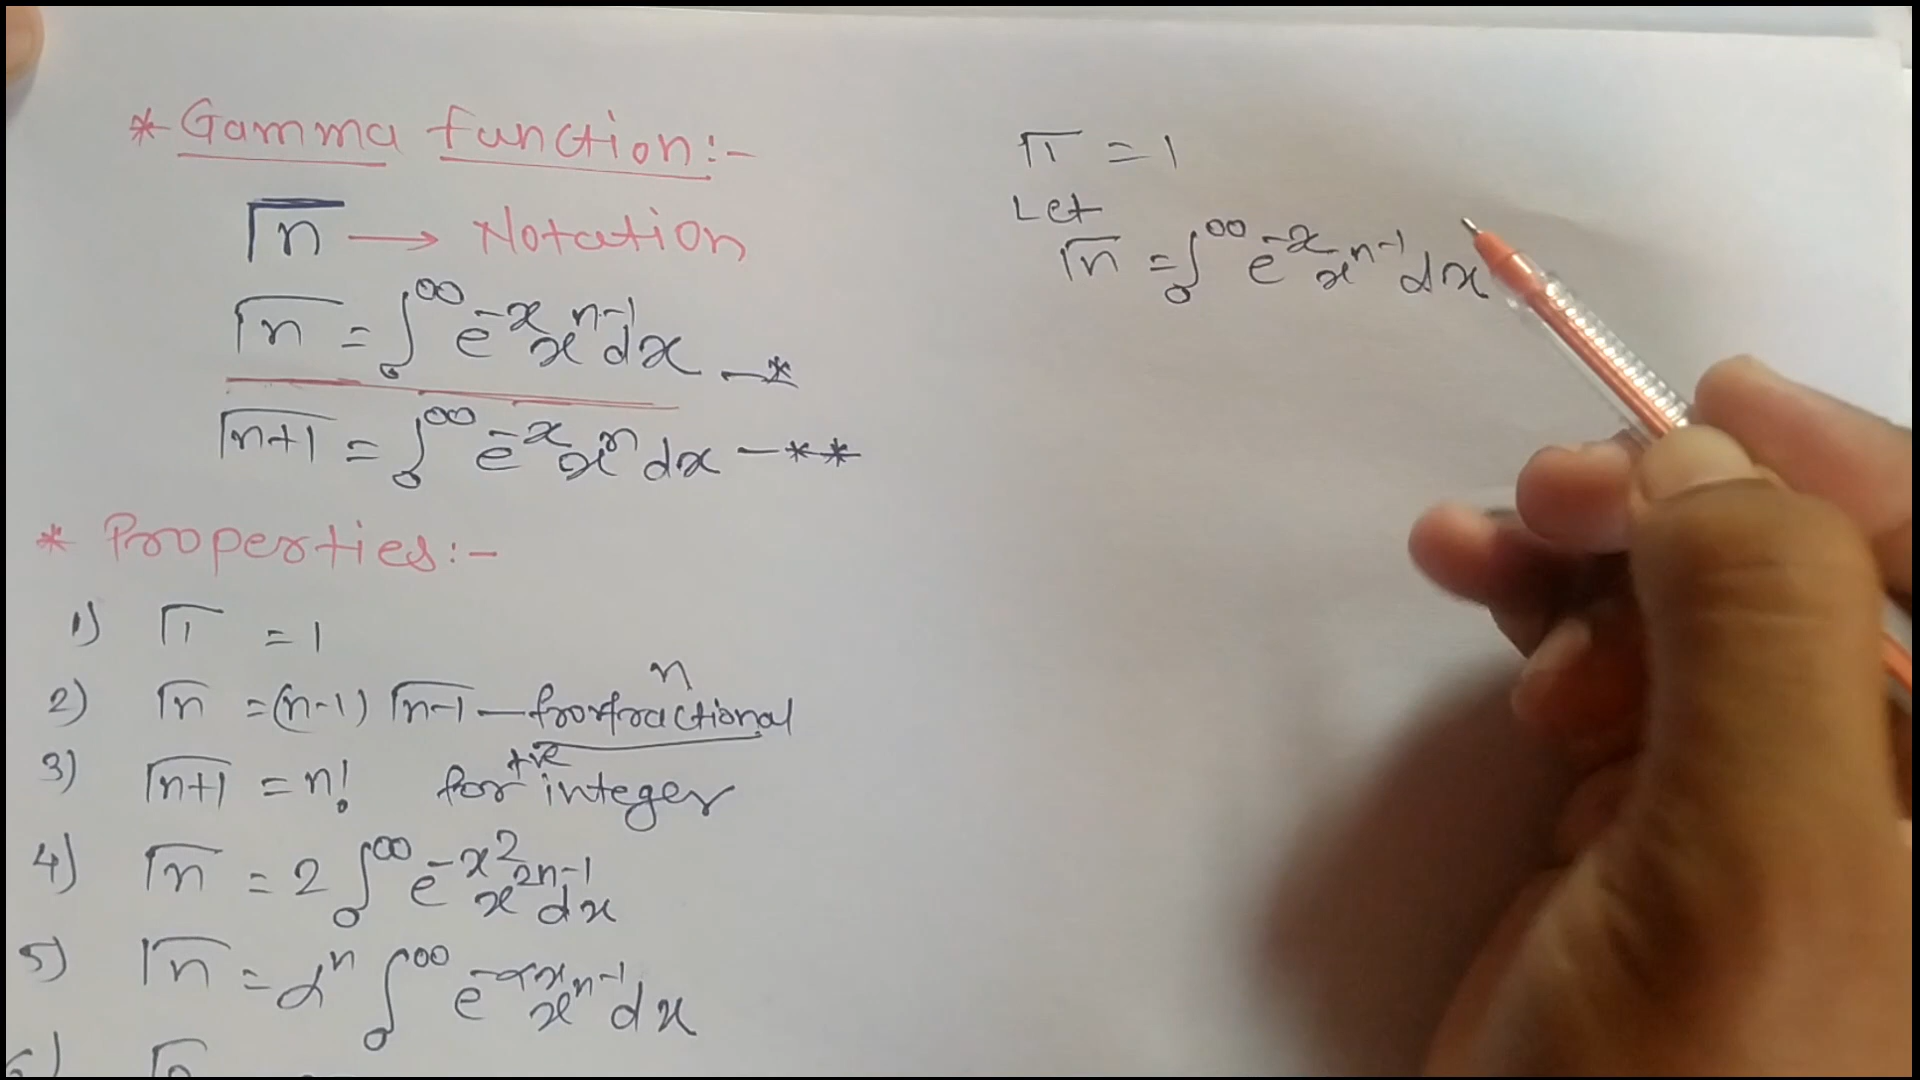 * Gamma function:-
Γn → Notation
Γn = ∫₀^∞ e^-x x^n-1 dx —*
Γn+1 = ∫₀^∞ e^-x x^n dx —**
* Properties:-
1) Γ1 = 1
2) Γn = (n-1) Γn-1 — for fractional n
3) Γn+1 = n! for +ve integer
4) Γn = 2 ∫₀^∞ e^-x² x^2n-1 dx
5) Γn = α^n ∫₀^∞ e^-αx x^n-1 dx
Γ1 = 1
Let
Γn = ∫₀^∞ e^-x x^n-1 dx